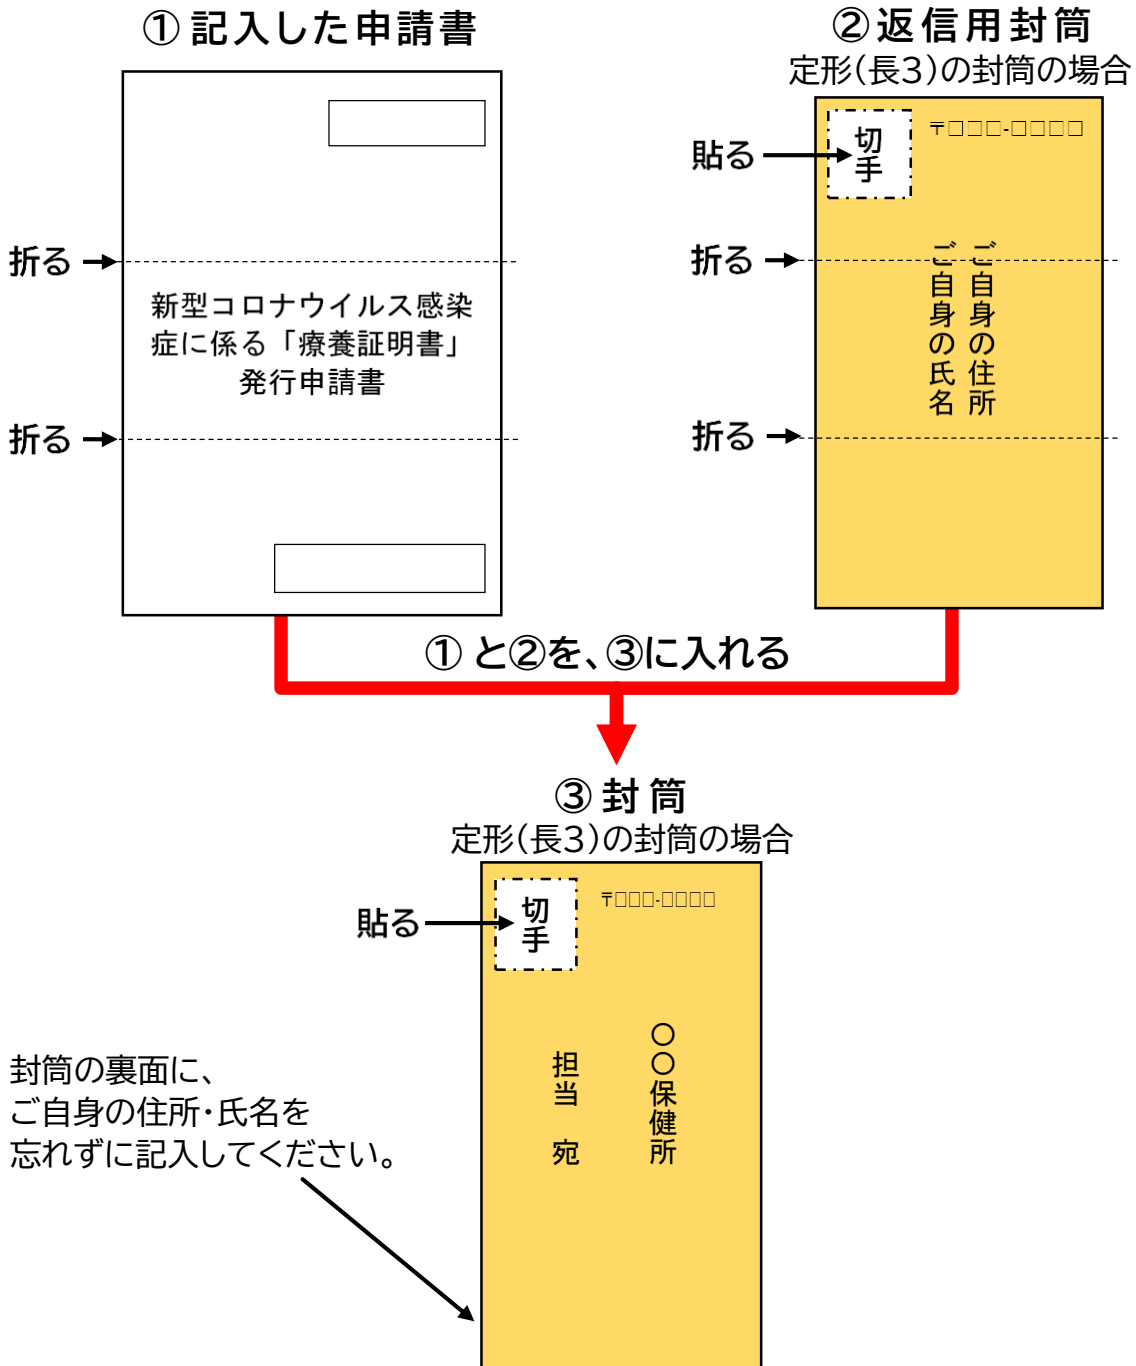 ①記入した申請書
折る
新型コロナウイルス感染
症に係る「療養証明書」
発行申請書
折る
②返信用封筒
定形(長3)の封筒の場合
貼る
切手
〒□□□-□□□□
折る
ご自身の住所
ご自身の氏名
折る
①と②を、③に入れる
③封筒
定形(長3)の封筒の場合
貼る
切手
〒□□□-□□□□
〇〇保健所
担当 宛
封筒の裏面に、
ご自身の住所・氏名を
忘れずに記入してください。